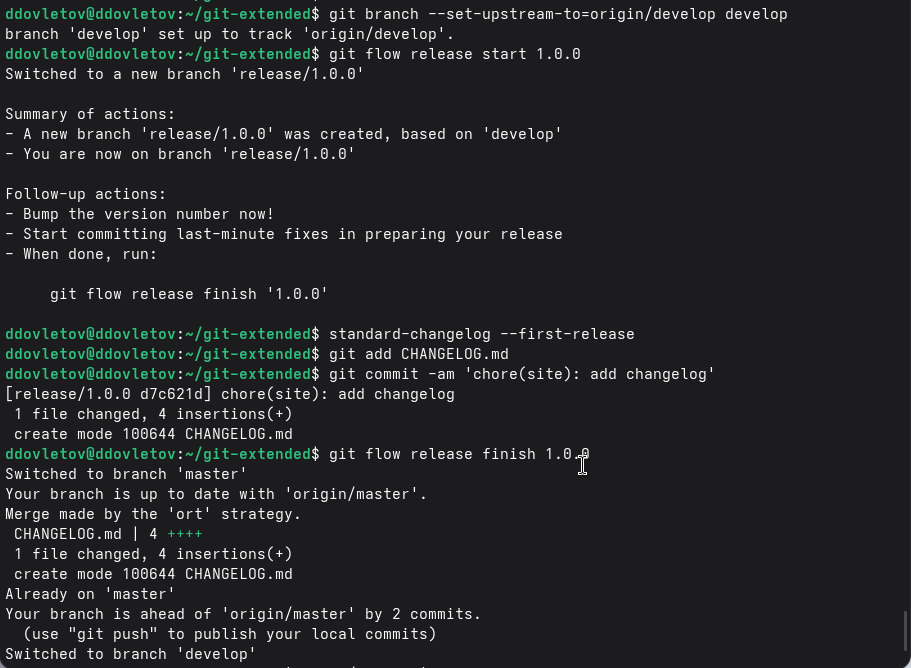 ddovletov@ddovletov:~/git-extended$ git branch --set-upstream-to=origin/develop develop
branch 'develop' set up to track 'origin/develop'.
ddovletov@ddovletov:~/git-extended$ git flow release start 1.0.0
Switched to a new branch 'release/1.0.0'
Summary of actions:
- A new branch 'release/1.0.0' was created, based on 'develop'
- You are now on branch 'release/1.0.0'
Follow-up actions:
- Bump the version number now!
- Start committing last-minute fixes in preparing your release
- When done, run:
git flow release finish '1.0.0'
ddovletov@ddovletov:~/git-extended$ standard-changelog --first-release
ddovletov@ddovletov:~/git-extended$ git add CHANGELOG.md
ddovletov@ddovletov:~/git-extended$ git commit -am 'chore(site): add changelog'
[release/1.0.0 d7c621d] chore(site): add changelog
1 file changed, 4 insertions(+)
create mode 100644 CHANGELOG.md
ddovletov@ddovletov:~/git-extended$ git flow release finish 1.0.0
Switched to branch 'master'
Your branch is up to date with 'origin/master'.
Merge made by the 'ort' strategy.
CHANGELOG.md | 4 ++++
1 file changed, 4 insertions(+)
create mode 100644 CHANGELOG.md
Already on 'master'
Your branch is ahead of 'origin/master' by 2 commits.
(use "git push" to publish your local commits)
Switched to branch 'develop'